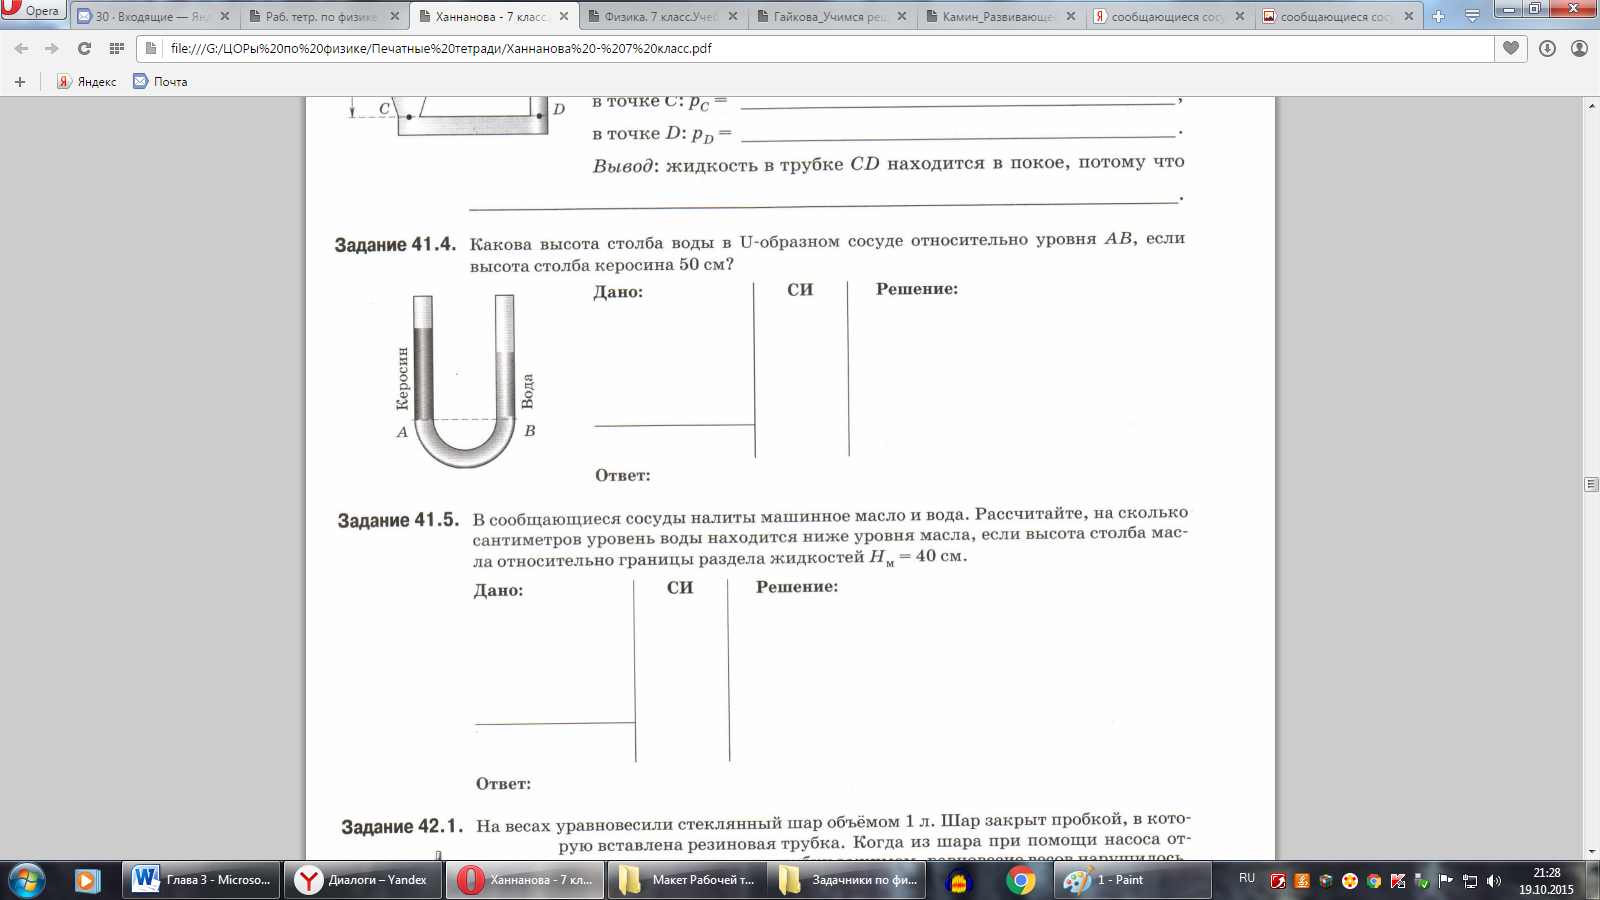 Opera
30 · Входящие — Янд
Раб. тетр. по физике
Ханнанова - 7 класс.
Физика. 7 класс.Учеб
Гайкова_Учимся реш
Камин_Развивающее
сообщающиеся сосу
сообщающиеся сосу
file:///G:/ЦОРы%20по%20физике/Печатные%20тетради/Ханнанова%20-%207%20класс.pdf
Яндекс
Почта
C
D
в точке C: pC = ,
в точке D: pD = .
Вывод: жидкость в трубке CD находится в покое, потому что
.
Задание 41.4. Какова высота столба воды в U-образном сосуде относительно уровня AB, если
высота столба керосина 50 см?
Дано: СИ Решение:
Керосин
Вода
A
B
Ответ:
Задание 41.5. В сообщающиеся сосуды налиты машинное масло и вода. Рассчитайте, на сколько
сантиметров уровень воды находится ниже уровня масла, если высота столба мас-
ла относительно границы раздела жидкостей Hм = 40 см.
Дано: СИ Решение:
Ответ:
Задание 42.1. На весах уравновесили стеклянный шар объёмом 1 л. Шар закрыт пробкой, в кото-
рую вставлена резиновая трубка. Когда из шара при помощи насоса от-
равновесие весов нарушилось.
Глава 3 - Microso...
Диалоги – Yandex
Ханнанова - 7 кл...
Макет Рабочей т...
Задачники по фи...
1 - Paint
RU
21:28
19.10.2015